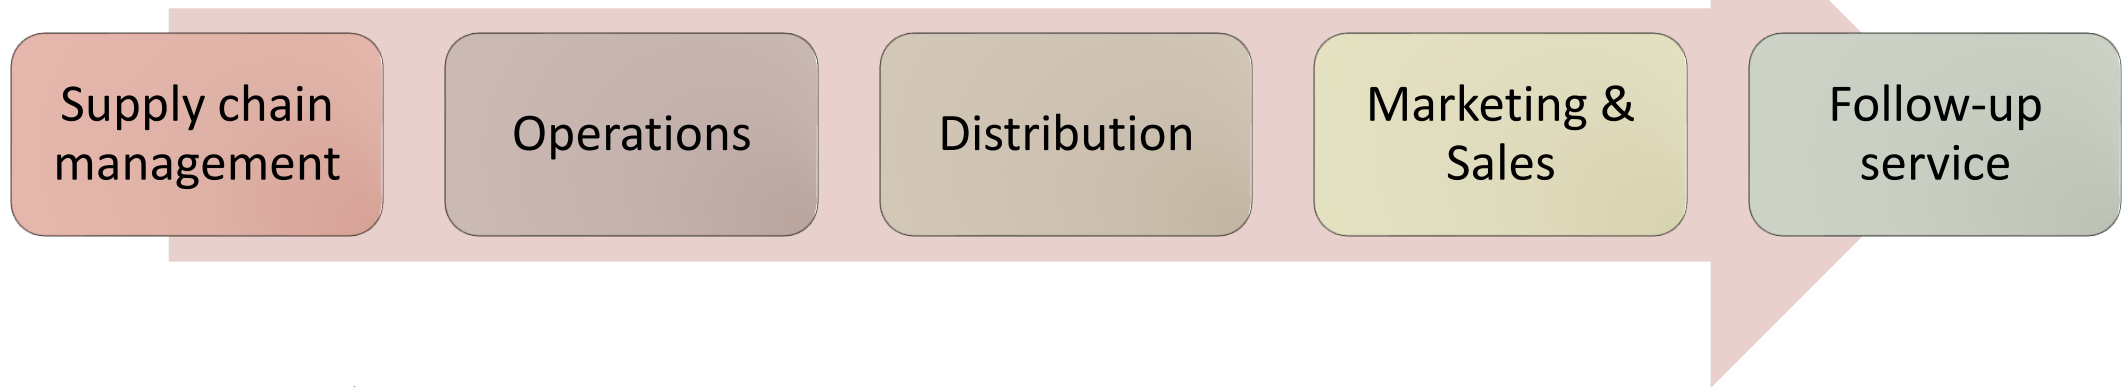 Supply chain
management
Operations
Distribution
Marketing &
Sales
Follow-up
service